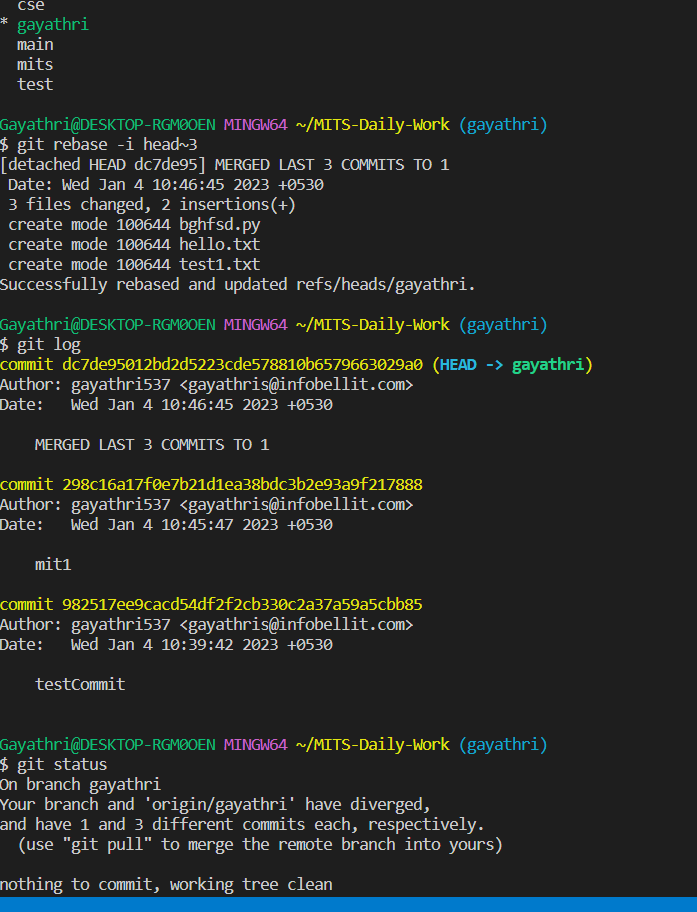 cse
* gayathri
main
mits
test
Gayathri@DESKTOP-RGM0OEN MINGW64 ~/MITS-Daily-Work (gayathri)
$ git rebase -i head~3
[detached HEAD dc7de95] MERGED LAST 3 COMMITS TO 1
Date: Wed Jan 4 10:46:45 2023 +0530
3 files changed, 2 insertions(+)
create mode 100644 bghfsd.py
create mode 100644 hello.txt
create mode 100644 test1.txt
Successfully rebased and updated refs/heads/gayathri.
Gayathri@DESKTOP-RGM0OEN MINGW64 ~/MITS-Daily-Work (gayathri)
$ git log
commit dc7de95012bd2d5223cde578810b6579663029a0 (HEAD -> gayathri)
Author: gayathri537 <gayathris@infobellit.com>
Date:   Wed Jan 4 10:46:45 2023 +0530
MERGED LAST 3 COMMITS TO 1
commit 298c16a17f0e7b21d1ea38bdc3b2e93a9f217888
Author: gayathri537 <gayathris@infobellit.com>
Date:   Wed Jan 4 10:45:47 2023 +0530
mit1
commit 982517ee9cacd54df2f2cb330c2a37a59a5cbb85
Author: gayathri537 <gayathris@infobellit.com>
Date:   Wed Jan 4 10:39:42 2023 +0530
testCommit
Gayathri@DESKTOP-RGM0OEN MINGW64 ~/MITS-Daily-Work (gayathri)
$ git status
On branch gayathri
Your branch and 'origin/gayathri' have diverged,
and have 1 and 3 different commits each, respectively.
(use "git pull" to merge the remote branch into yours)
nothing to commit, working tree clean